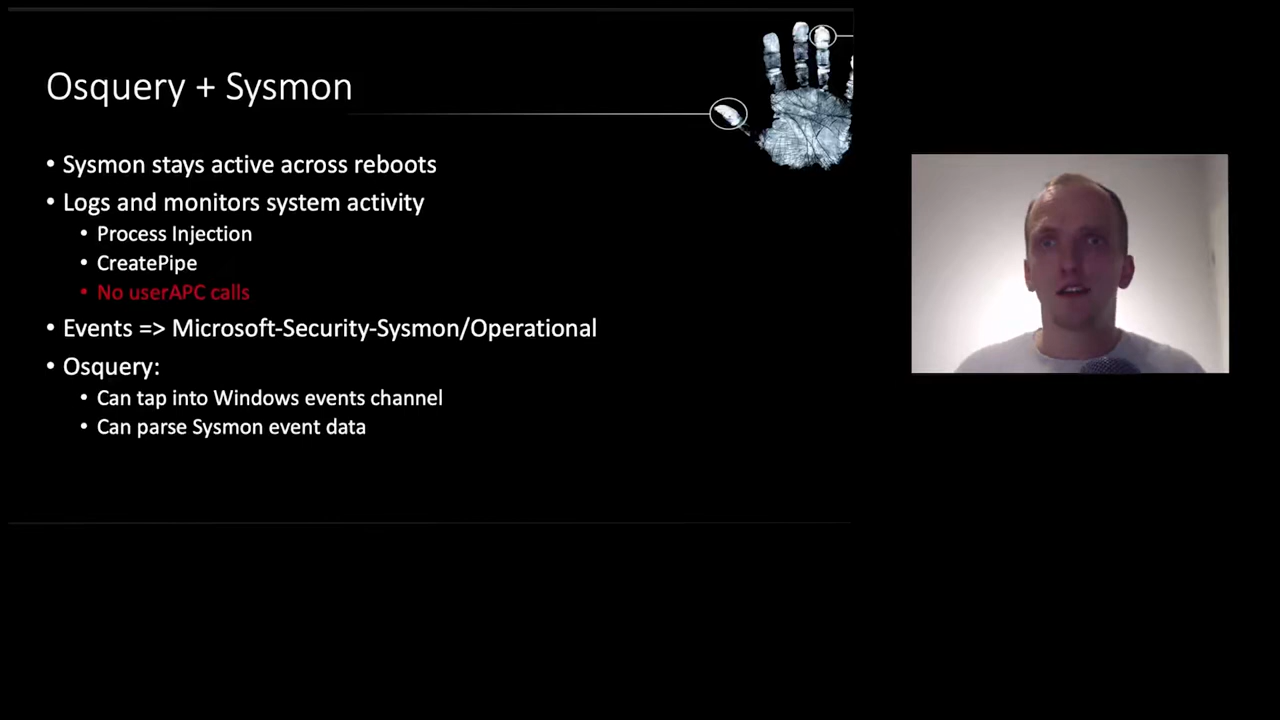 Osquery + Sysmon
• Sysmon stays active across reboots
• Logs and monitors system activity
• Process Injection
• CreatePipe
• No userAPC calls
• Events => Microsoft-Security-Sysmon/Operational
• Osquery:
• Can tap into Windows events channel
• Can parse Sysmon event data